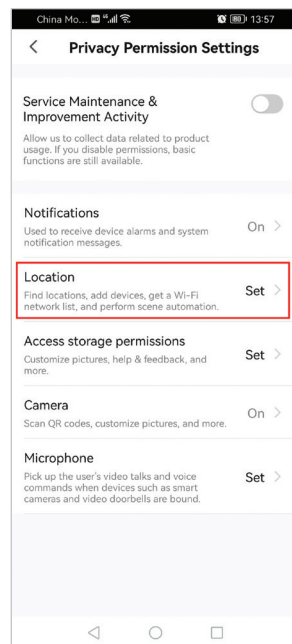 China Mo... HD 5G 80 13:57
Privacy Permission Settings
Service Maintenance &
Improvement Activity
Allow us to collect data related to product
usage. If you disable permissions, basic
functions are still available.
Notifications
Used to receive device alarms and system
notification messages.
On
Location
Find locations, add devices, get a Wi-Fi
network list, and perform scene automation.
Set
Access storage permissions
Customize pictures, help & feedback, and
more.
Set
Camera
Scan QR codes, customize pictures, and more.
On
Microphone
Pick up the user's video talks and voice
commands when devices such as smart
cameras and video doorbells are bound.
Set